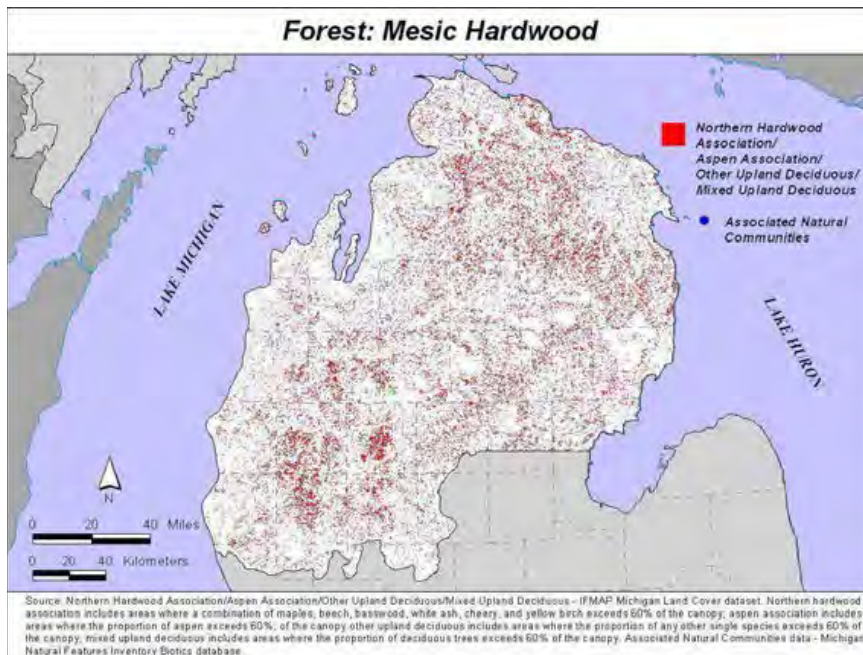 Forest: Mesic Hardwood
Northern Hardwood
Association/
Aspen Association/
Other Upland Deciduous/
Mixed Upland Deciduous
Associated Natural
Communities
LAKE MICHIGAN
LAKE HURON
N
0 20 40 Miles
0 20 40 Kilometers
Source: Northern Hardwood Association/Aspen Association/Other Upland Deciduous/Mixed Upland Deciduous - IFMAP Michigan Land Cover dataset. Northern hardwood
association includes areas where a combination of maples, beech, basswood, white ash, cherry, and yellow birch exceeds 60% of the canopy; aspen association includes
areas where the proportion of aspen exceeds 60%; of the canopy other upland deciduous includes areas where the proportion of any other single species exceeds 60% of
the canopy, mixed upland deciduous includes areas where the proportion of deciduous trees exceeds 60% of the canopy. Associated Natural Communities data - Michigan
Natural Features Inventory Biotics database